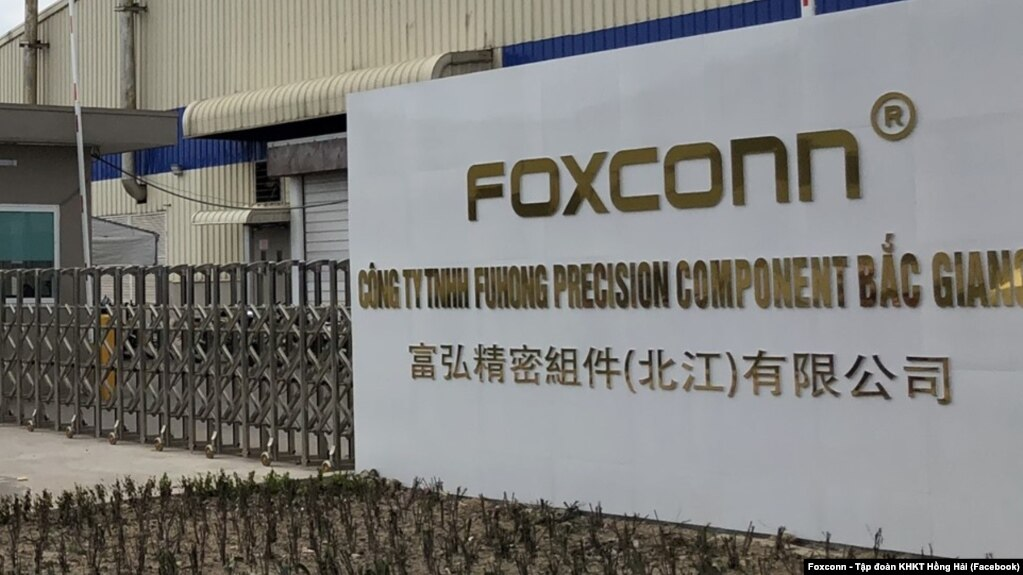 FOXCONN ®
CÔNG TY TNHH FUHONG PRECISION COMPONENT BẮC GIANG
富弘精密組件(北江)有限公司
Foxconn - Tập đoàn KHKT Hồng Hải (Facebook)